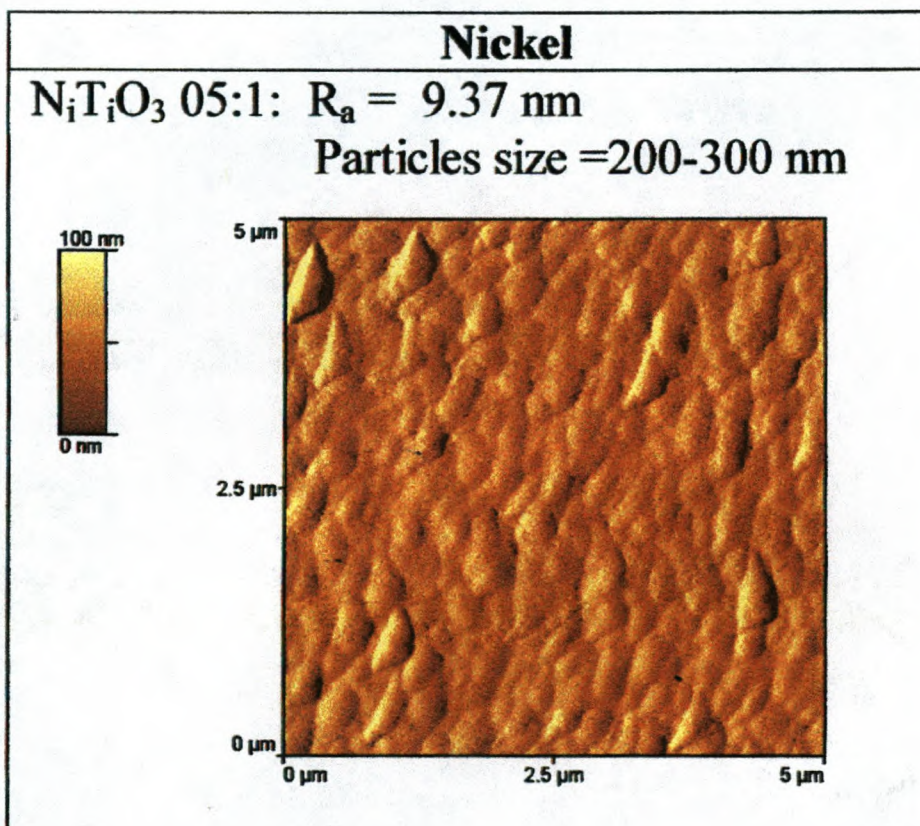 Nickel
NᵢTᵢO₃ 05:1: Rₐ = 9.37 nm
Particles size =200-300 nm
100 nm
0 nm
5 µm
2.5 µm
0 µm
0 µm
2.5 µm
5 µm